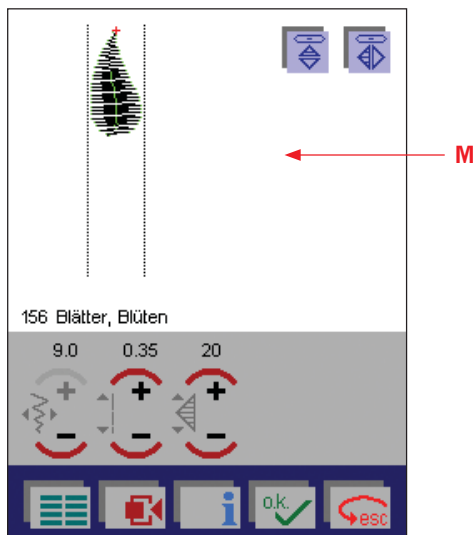 M
156 Blätter, Blüten
9.0 0.35 20
+ + +
− − −
i o.k. esc